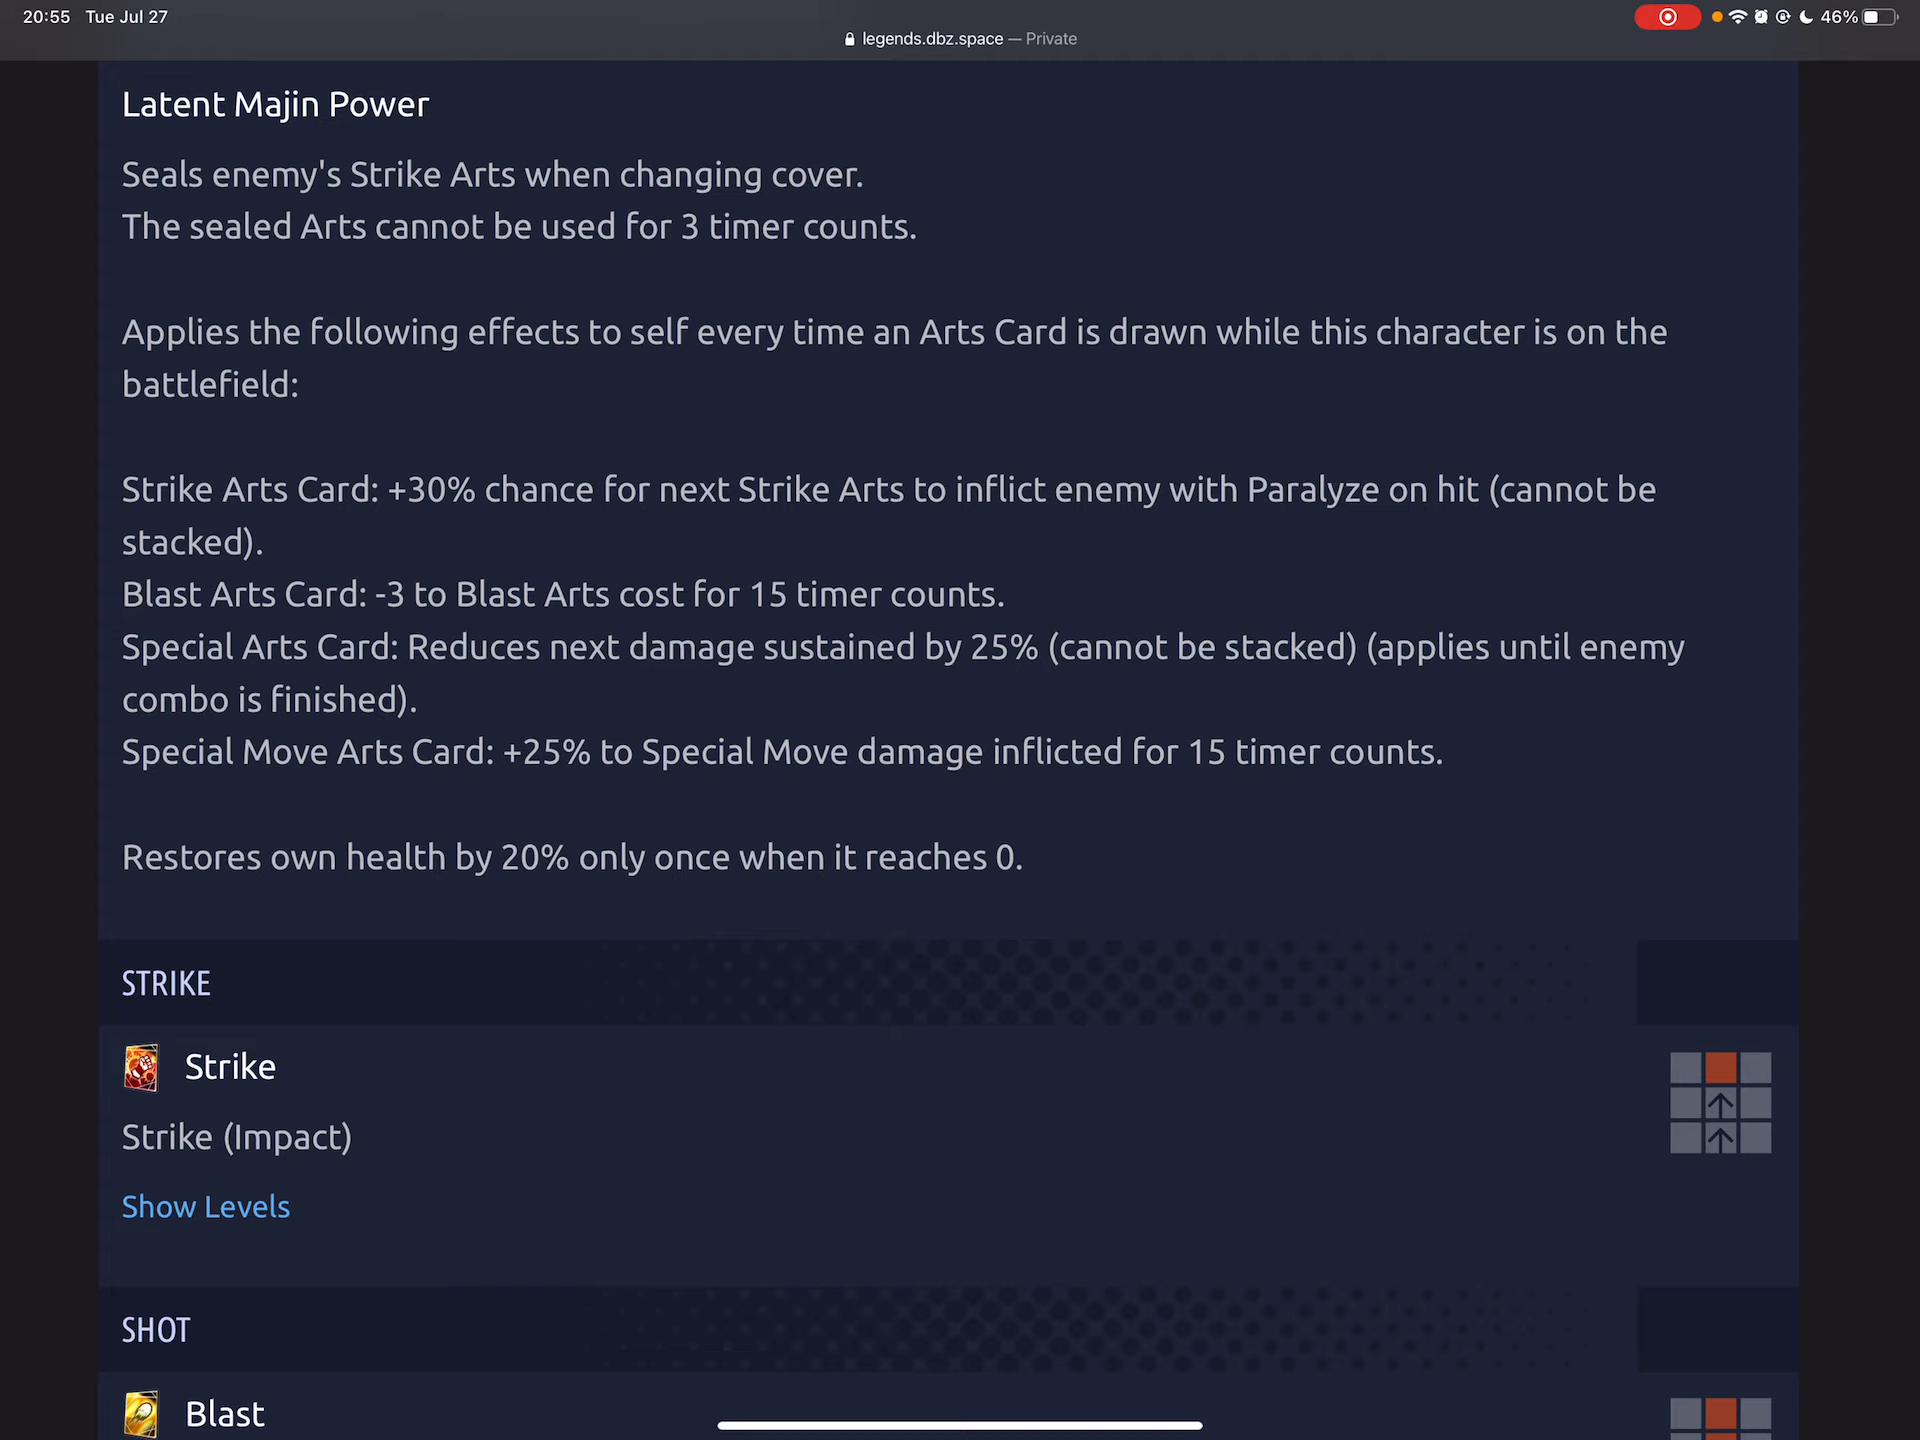 20:55 Tue Jul 27
46%
legends.dbz.space — Private
Latent Majin Power
Seals enemy's Strike Arts when changing cover.
The sealed Arts cannot be used for 3 timer counts.
Applies the following effects to self every time an Arts Card is drawn while this character is on the
battlefield:
Strike Arts Card: +30% chance for next Strike Arts to inflict enemy with Paralyze on hit (cannot be
stacked).
Blast Arts Card: -3 to Blast Arts cost for 15 timer counts.
Special Arts Card: Reduces next damage sustained by 25% (cannot be stacked) (applies until enemy
combo is finished).
Special Move Arts Card: +25% to Special Move damage inflicted for 15 timer counts.
Restores own health by 20% only once when it reaches 0.
STRIKE
Strike
Strike (Impact)
Show Levels
SHOT
Blast